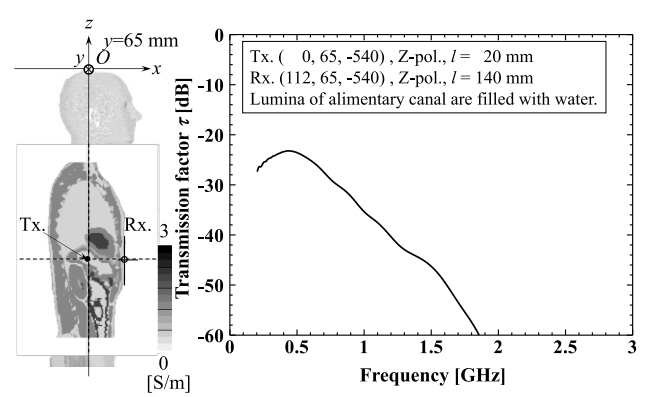 z
y=65 mm
y O
x
Tx. Rx.
3
0
[S/m]
Transmission factor τ [dB]
0
-10
-20
-30
-40
-50
-60
Tx. ( 0, 65, -540) , Z-pol., l = 20 mm
Rx. (112, 65, -540) , Z-pol., l = 140 mm
Lumina of alimentary canal are filled with water.
0 0.5 1 1.5 2 2.5 3
Frequency [GHz]